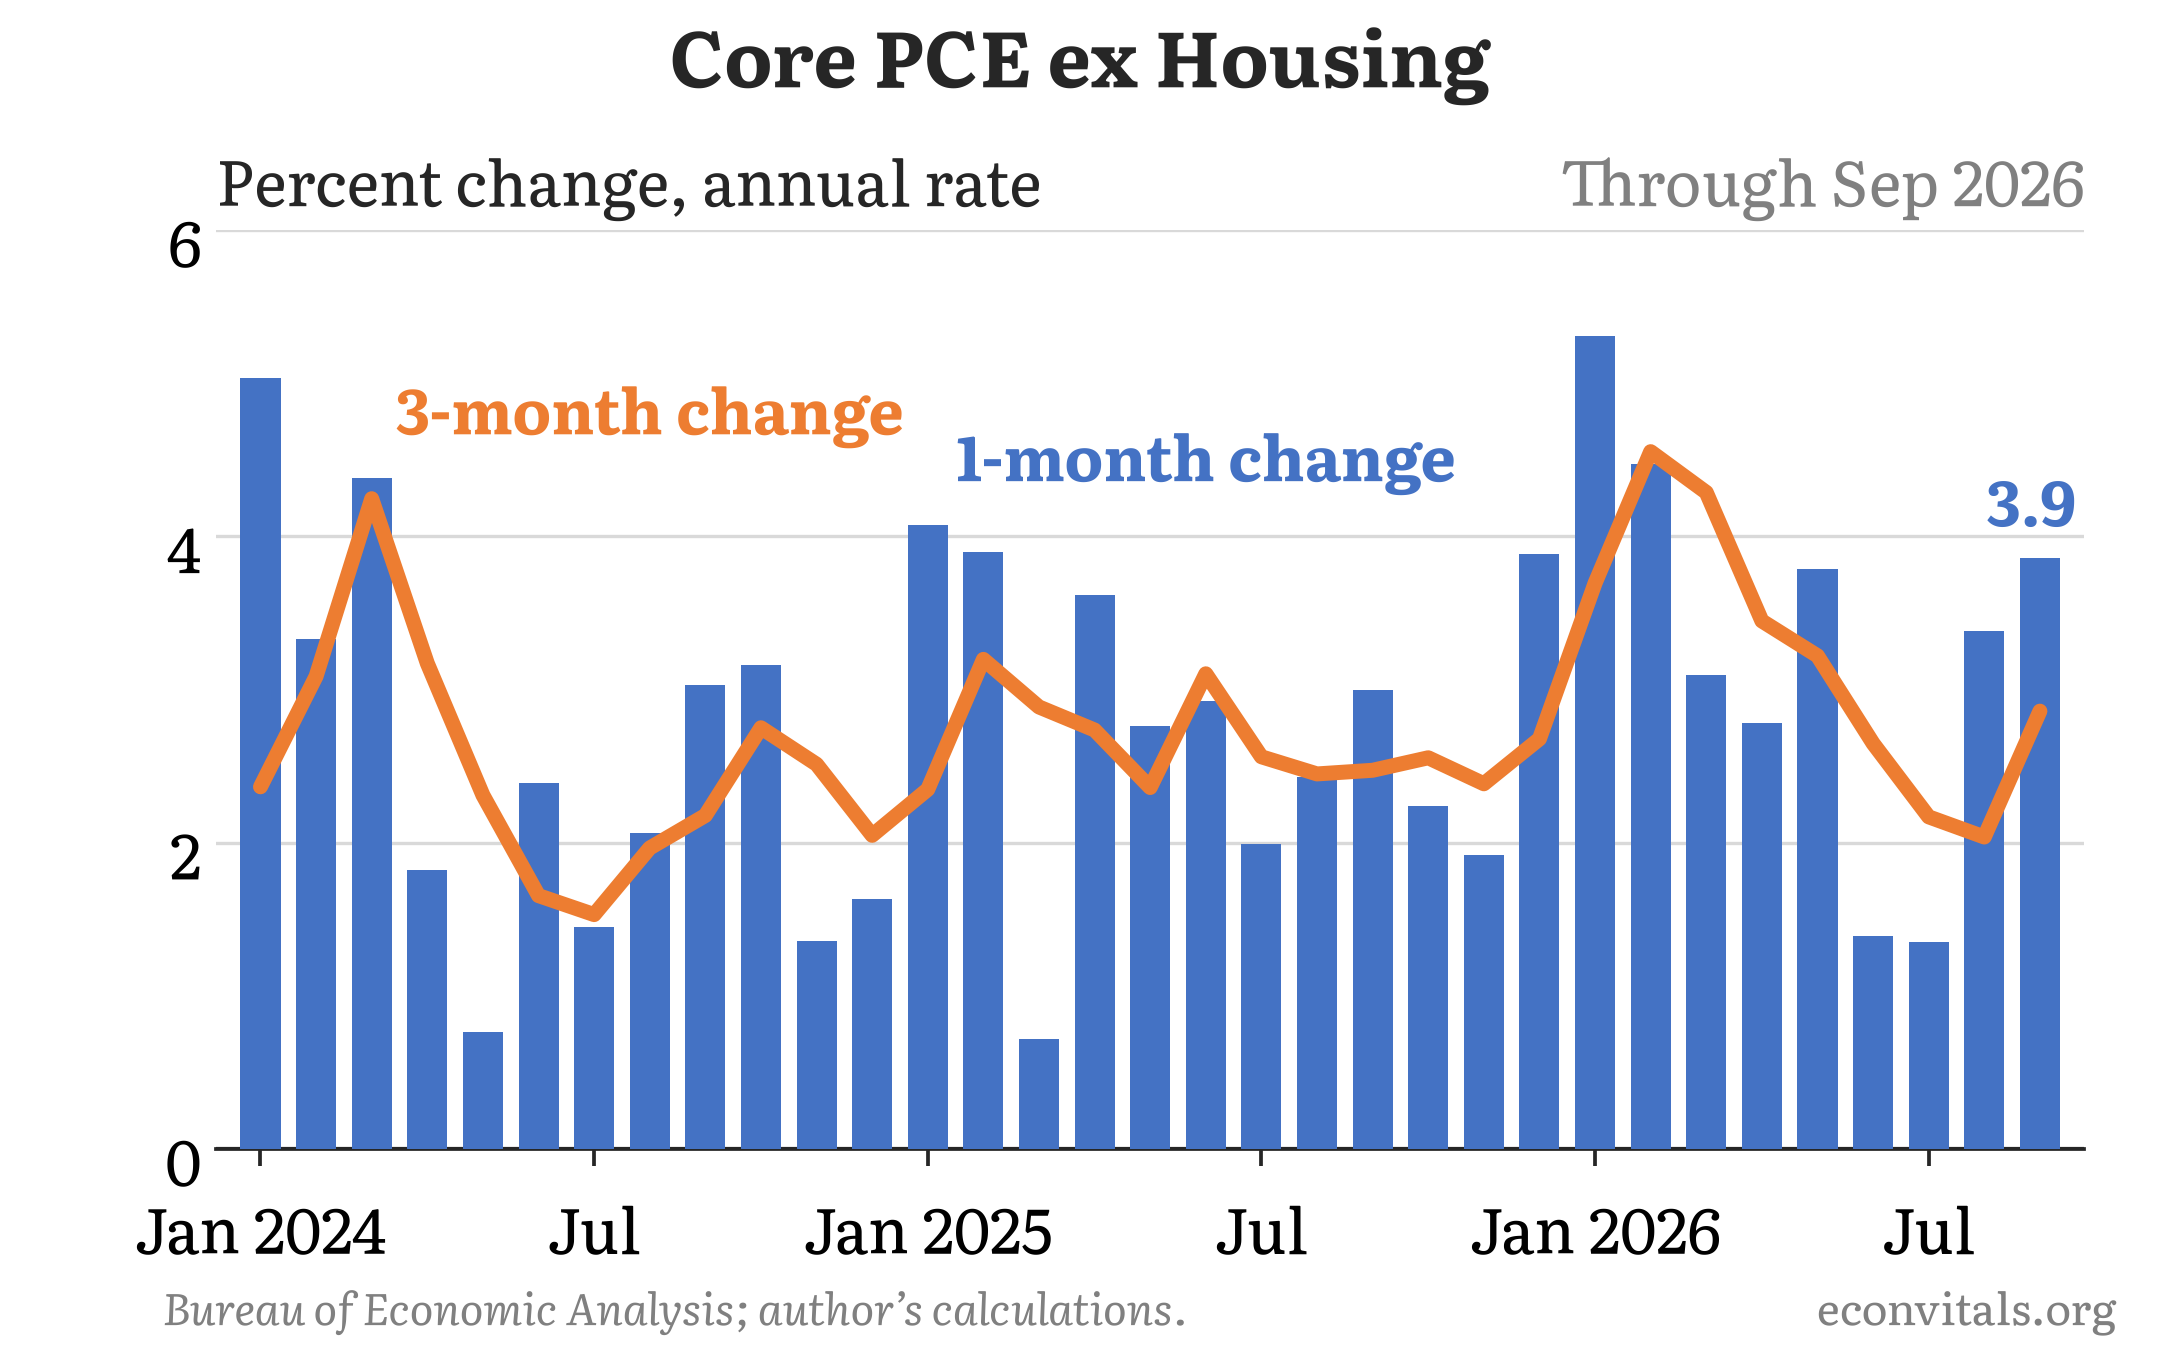 Core PCE ex Housing
Percent change, annual rate
Through Sep 2026
6
3-month change
1-month change
3.9
4
2
0
Jan 2024 Jul Jan 2025 Jul Jan 2026 Jul
Bureau of Economic Analysis; author’s calculations.
econvitals.org